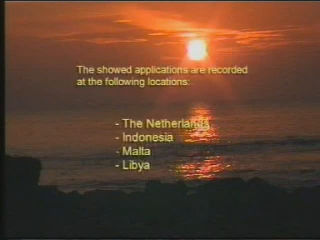 The showed applications are recorded
at the following locations:
- The Netherlands
- Indonesia
- Malta
- Libya